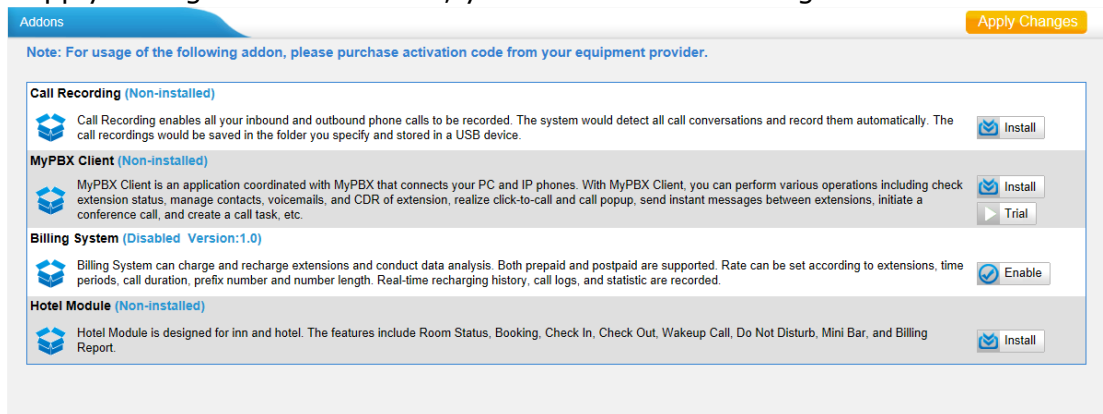 Addons
Apply Changes
Note: For usage of the following addon, please purchase activation code from your equipment provider.
Call Recording (Non-installed)
Call Recording enables all your inbound and outbound phone calls to be recorded. The system would detect all call conversations and record them automatically. The
call recordings would be saved in the folder you specify and stored in a USB device.
Install
MyPBX Client (Non-installed)
MyPBX Client is an application coordinated with MyPBX that connects your PC and IP phones. With MyPBX Client, you can perform various operations including check
extension status, manage contacts, voicemails, and CDR of extension, realize click-to-call and call popup, send instant messages between extensions, initiate a
conference call, and create a call task, etc.
Install
Trial
Billing System (Disabled Version:1.0)
Billing System can charge and recharge extensions and conduct data analysis. Both prepaid and postpaid are supported. Rate can be set according to extensions, time
periods, call duration, prefix number and number length. Real-time recharging history, call logs, and statistic are recorded.
Enable
Hotel Module (Non-installed)
Hotel Module is designed for inn and hotel. The features include Room Status, Booking, Check In, Check Out, Wakeup Call, Do Not Disturb, Mini Bar, and Billing
Report.
Install